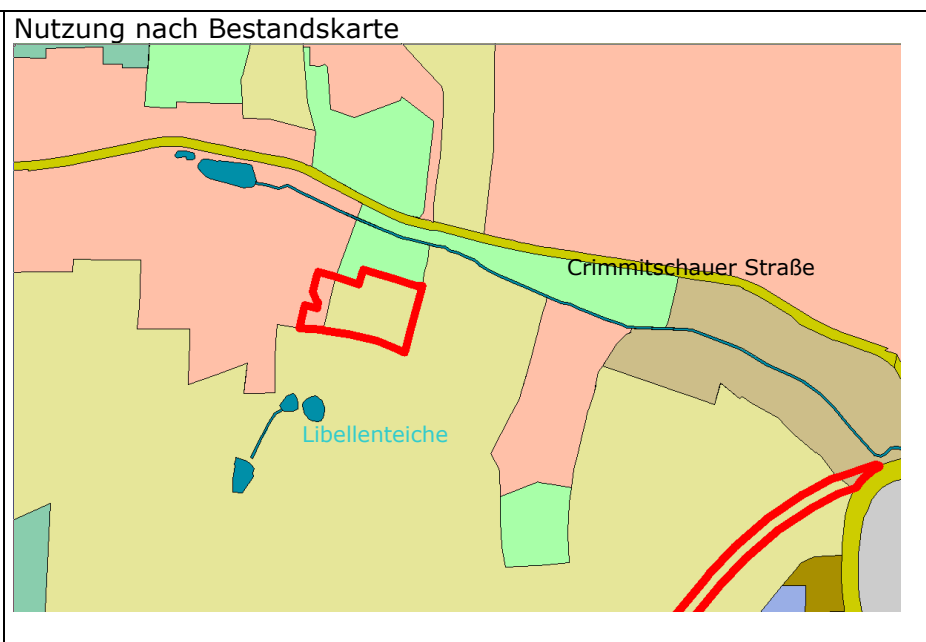 Nutzung nach Bestandskarte
Crimmitschauer Straße
Libellenteiche